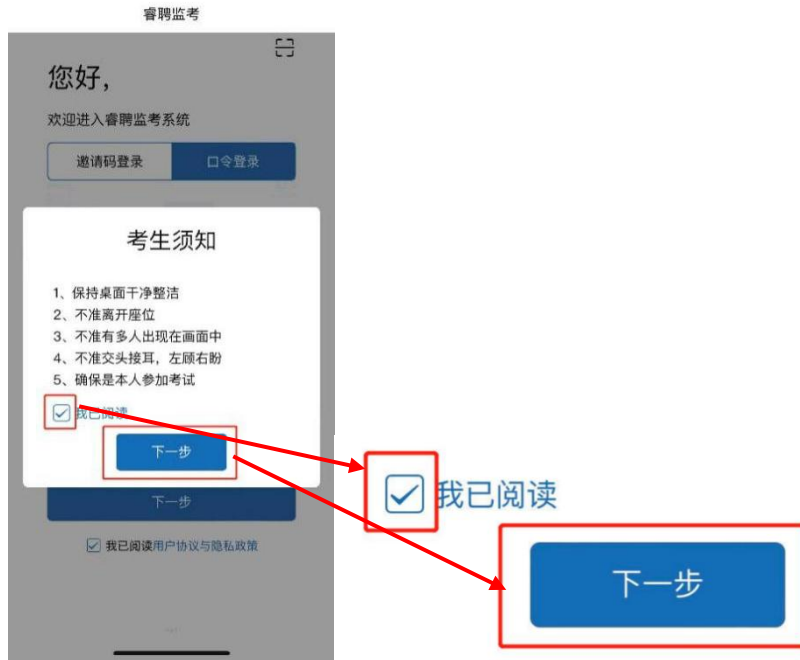 睿聘监考
您好，
欢迎进入睿聘监考系统
邀请码登录
口令登录
考生须知
1、保持桌面干净整洁
2、不准离开座位
3、不准有多人出现在画面中
4、不准交头接耳，左顾右盼
5、确保是本人参加考试
我已阅读
下一步
下一步
我已阅读用户协议与隐私政策
我已阅读
下一步